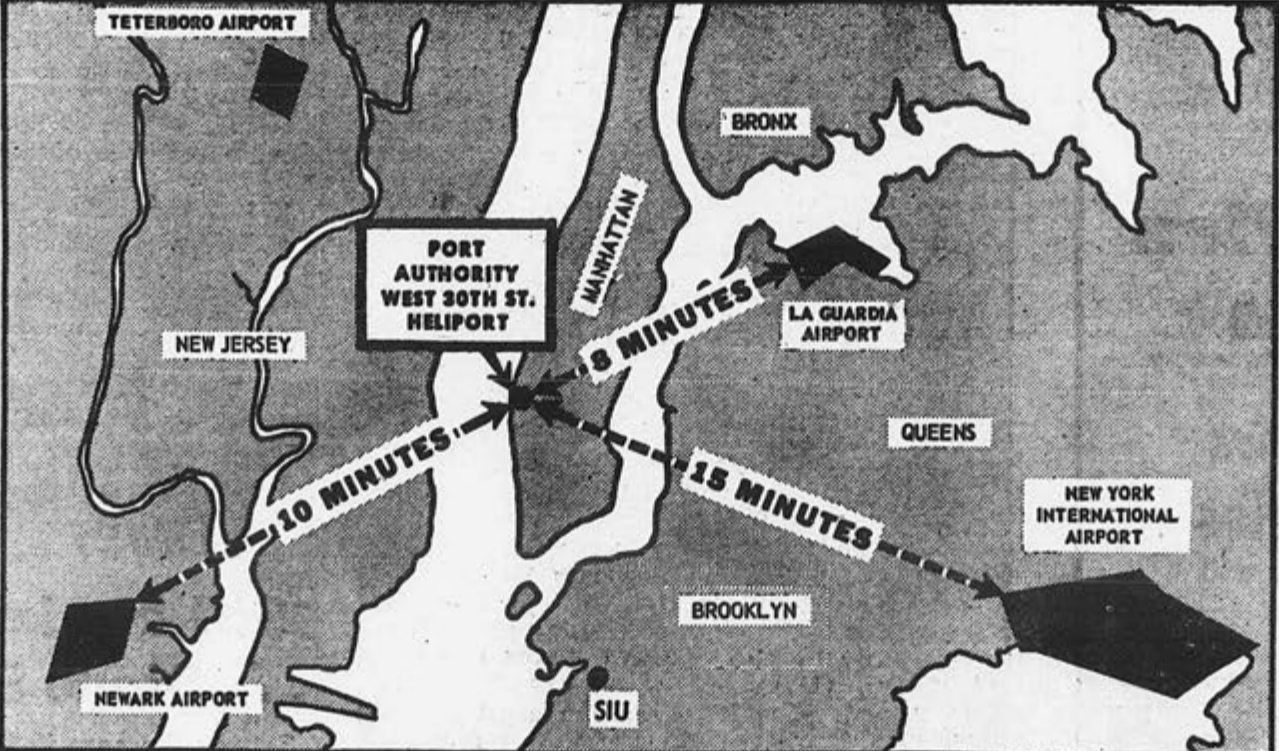 TETERBORO AIRPORT
BRONX
MANHATTAN
PORT
AUTHORITY
WEST 30TH ST.
HELIPORT
NEW JERSEY
8 MINUTES
LA GUARDIA
AIRPORT
QUEENS
10 MINUTES
15 MINUTES
NEW YORK
INTERNATIONAL
AIRPORT
BROOKLYN
NEWARK AIRPORT
SIU